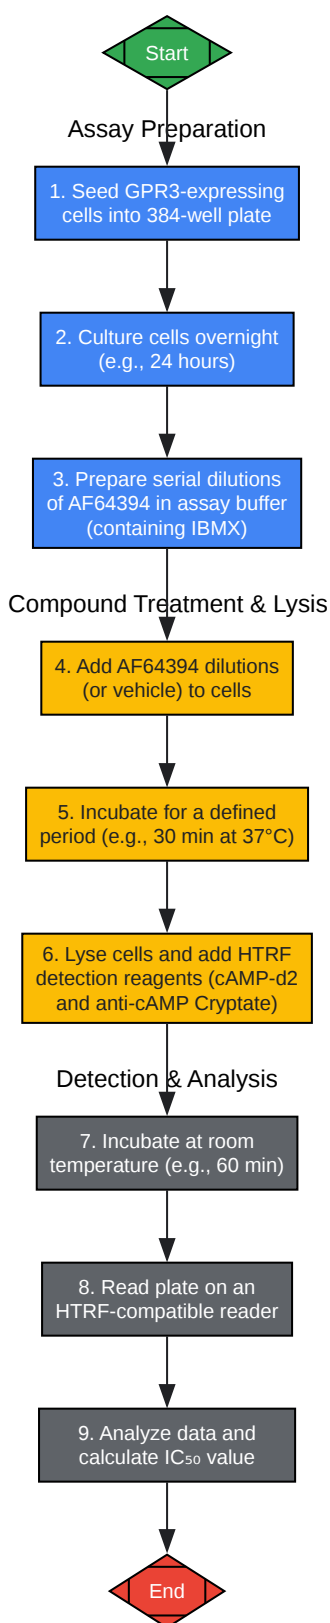 Start
Assay Preparation
1. Seed GPR3-expressing
cells into 384-well plate
2. Culture cells overnight
(e.g., 24 hours)
3. Prepare serial dilutions
of AF64394 in assay buffer
(containing IBMX)
Compound Treatment & Lysis
4. Add AF64394 dilutions
(or vehicle) to cells
5. Incubate for a defined
period (e.g., 30 min at 37°C)
6. Lyse cells and add HTRF
detection reagents (cAMP-d2
and anti-cAMP Cryptate)
Detection & Analysis
7. Incubate at room
temperature (e.g., 60 min)
8. Read plate on an
HTRF-compatible reader
9. Analyze data and
calculate IC₅₀ value
End